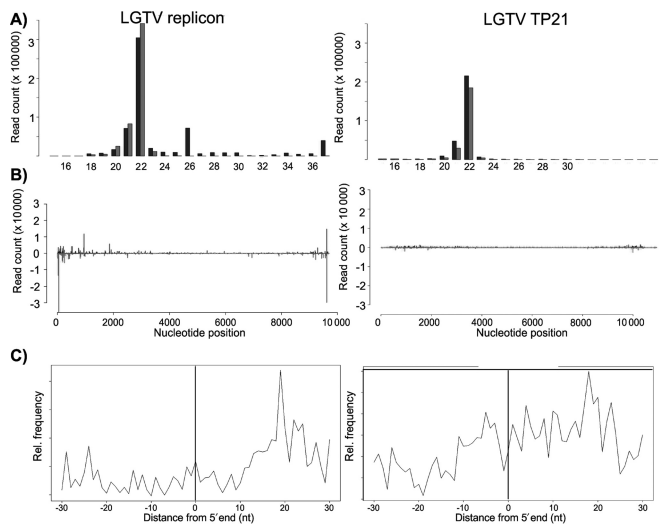 A) LGTV replicon LGTV TP21
Read count (x 100000)
3
2
1
16 18 20 22 24 26 28 30 32 34 36
Read count (x 100000)
3
2
1
16 18 20 22 24 26 28 30
B)
Read count (x 10000)
3
2
1
0
-1
-2
-3
0 2000 4000 6000 8000 10000
Nucleotide position
Read count (x 10000)
3
2
1
0
-1
-2
-3
0 2000 4000 6000 8000 10000
Nucleotide position
C)
Rel. frequency
-30 -20 -10 0 10 20 30
Distance from 5′ end (nt)
Rel. frequency
-30 -20 -10 0 10 20 30
Distance from 5′ end (nt)